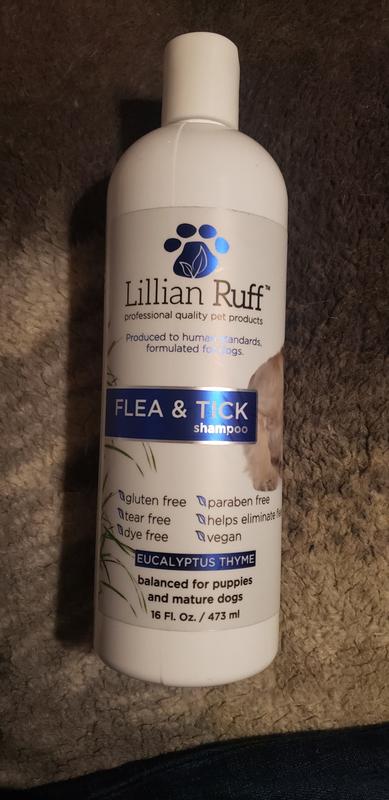 Lillian Ruff™
professional quality pet products
Produced to human standards,
formulated for dogs.
FLEA & TICK
shampoo
gluten free
paraben free
tear free
helps eliminate
dye free
vegan
EUCALYPTUS THYME
balanced for puppies
and mature dogs
16 Fl. Oz. / 473 ml